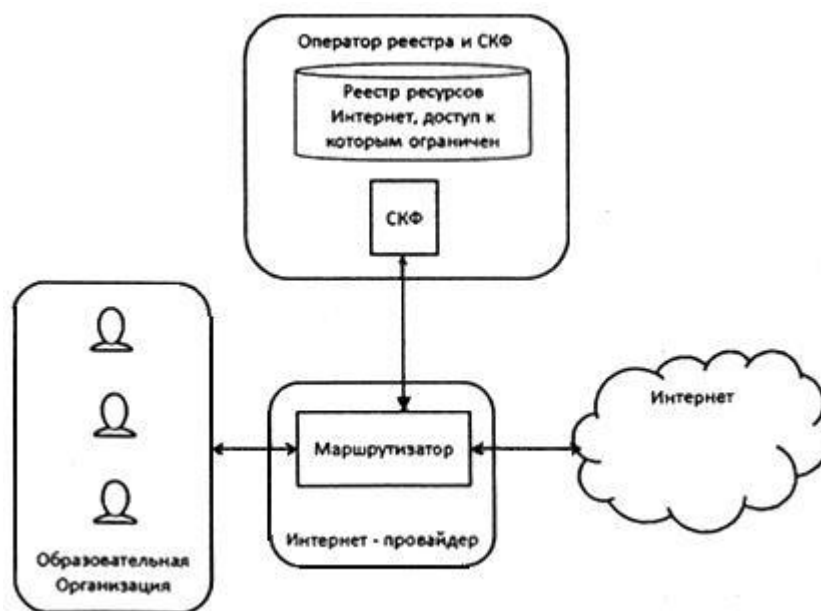 Оператор реестра и СКФ
Реестр ресурсов
Интернет, доступ к
которым ограничен
СКФ
Интернет
Маршрутизатор
Интернет - провайдер
Образовательная
Организация